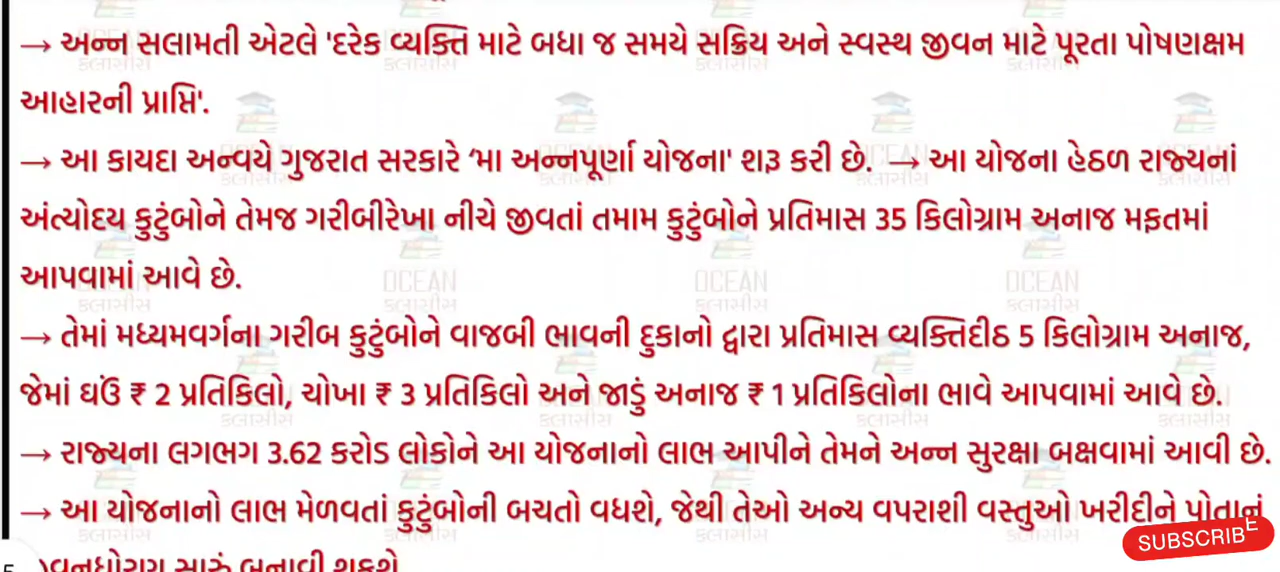 → અન્ન સલામતી એટલે 'દરેક વ્યક્તિ માટે બધા જ સમયે સક્રિય અને સ્વસ્થ જીવન માટે પૂરતા પોષણક્ષમ
આહારની પ્રાપ્તિ'.
→ આ કાયદા અન્વયે ગુજરાત સરકારે ‘મા અન્નપૂર્ણા યોજના' શરૂ કરી છે. → આ યોજના હેઠળ રાજ્યનાં
અંત્યોદય કુટુંબોને તેમજ ગરીબીરેખા નીચે જીવતાં તમામ કુટુંબોને પ્રતિમાસ 35 કિલોગ્રામ અનાજ મફતમાં
આપવામાં આવે છે.
→ તેમાં મધ્યમવર્ગના ગરીબ કુટુંબોને વાજબી ભાવની દુકાનો દ્વારા પ્રતિમાસ વ્યક્તિદીઠ 5 કિલોગ્રામ અનાજ,
જેમાં ઘઉં ₹ 2 પ્રતિકિલો, ચોખા ₹ 3 પ્રતિકિલો અને જાડું અનાજ ₹ 1 પ્રતિકિલોના ભાવે આપવામાં આવે છે.
→ રાજ્યના લગભગ 3.62 કરોડ લોકોને આ યોજનાનો લાભ આપીને તેમને અન્ન સુરક્ષા બક્ષવામાં આવી છે.
→ આ યોજનાનો લાભ મેળવતાં કુટુંબોની બચતો વધશે, જેથી તેઓ અન્ય વપરાશી વસ્તુઓ ખરીદીને પોતાનું
સારું બનાવી શકશે
SUBSCRIBE
OCEAN
ક્લાસીસ